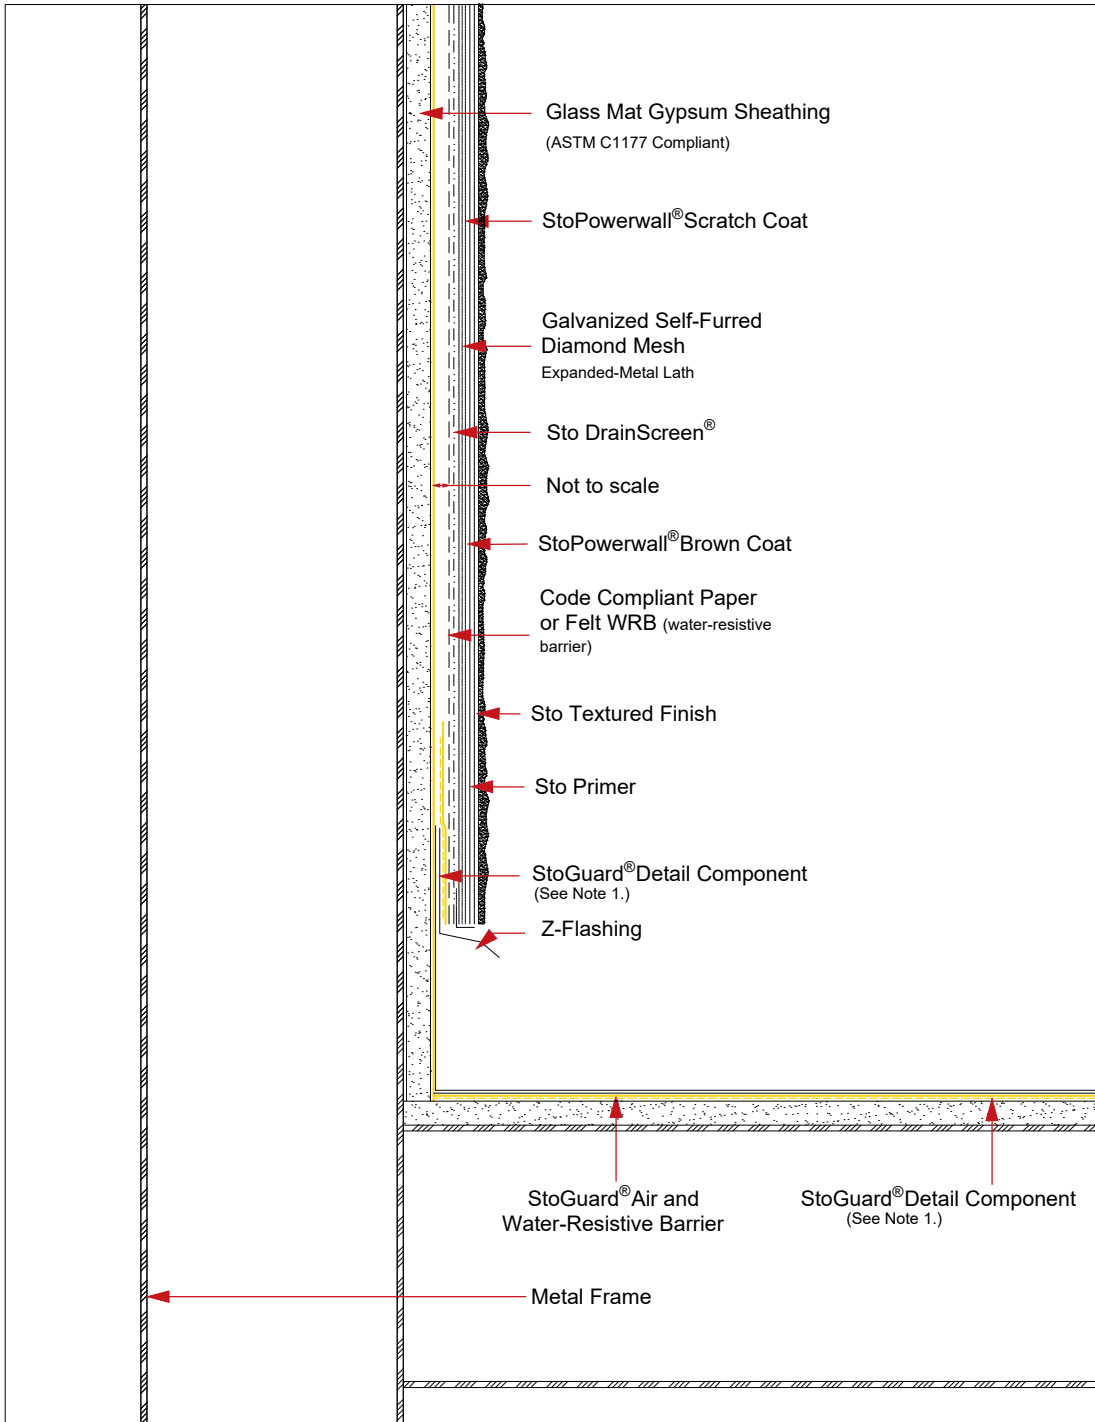 Glass Mat Gypsum Sheathing
(ASTM C1177 Compliant)
StoPowerwall® Scratch Coat
Galvanized Self-Furred
Diamond Mesh
Expanded-Metal Lath
Sto DrainScreen®
Not to scale
StoPowerwall® Brown Coat
Code Compliant Paper
or Felt WRB (water-resistive
barrier)
Sto Textured Finish
Sto Primer
StoGuard® Detail Component
(See Note 1.)
Z-Flashing
StoGuard® Air and
Water-Resistive Barrier
StoGuard® Detail Component
(See Note 1.)
Metal Frame